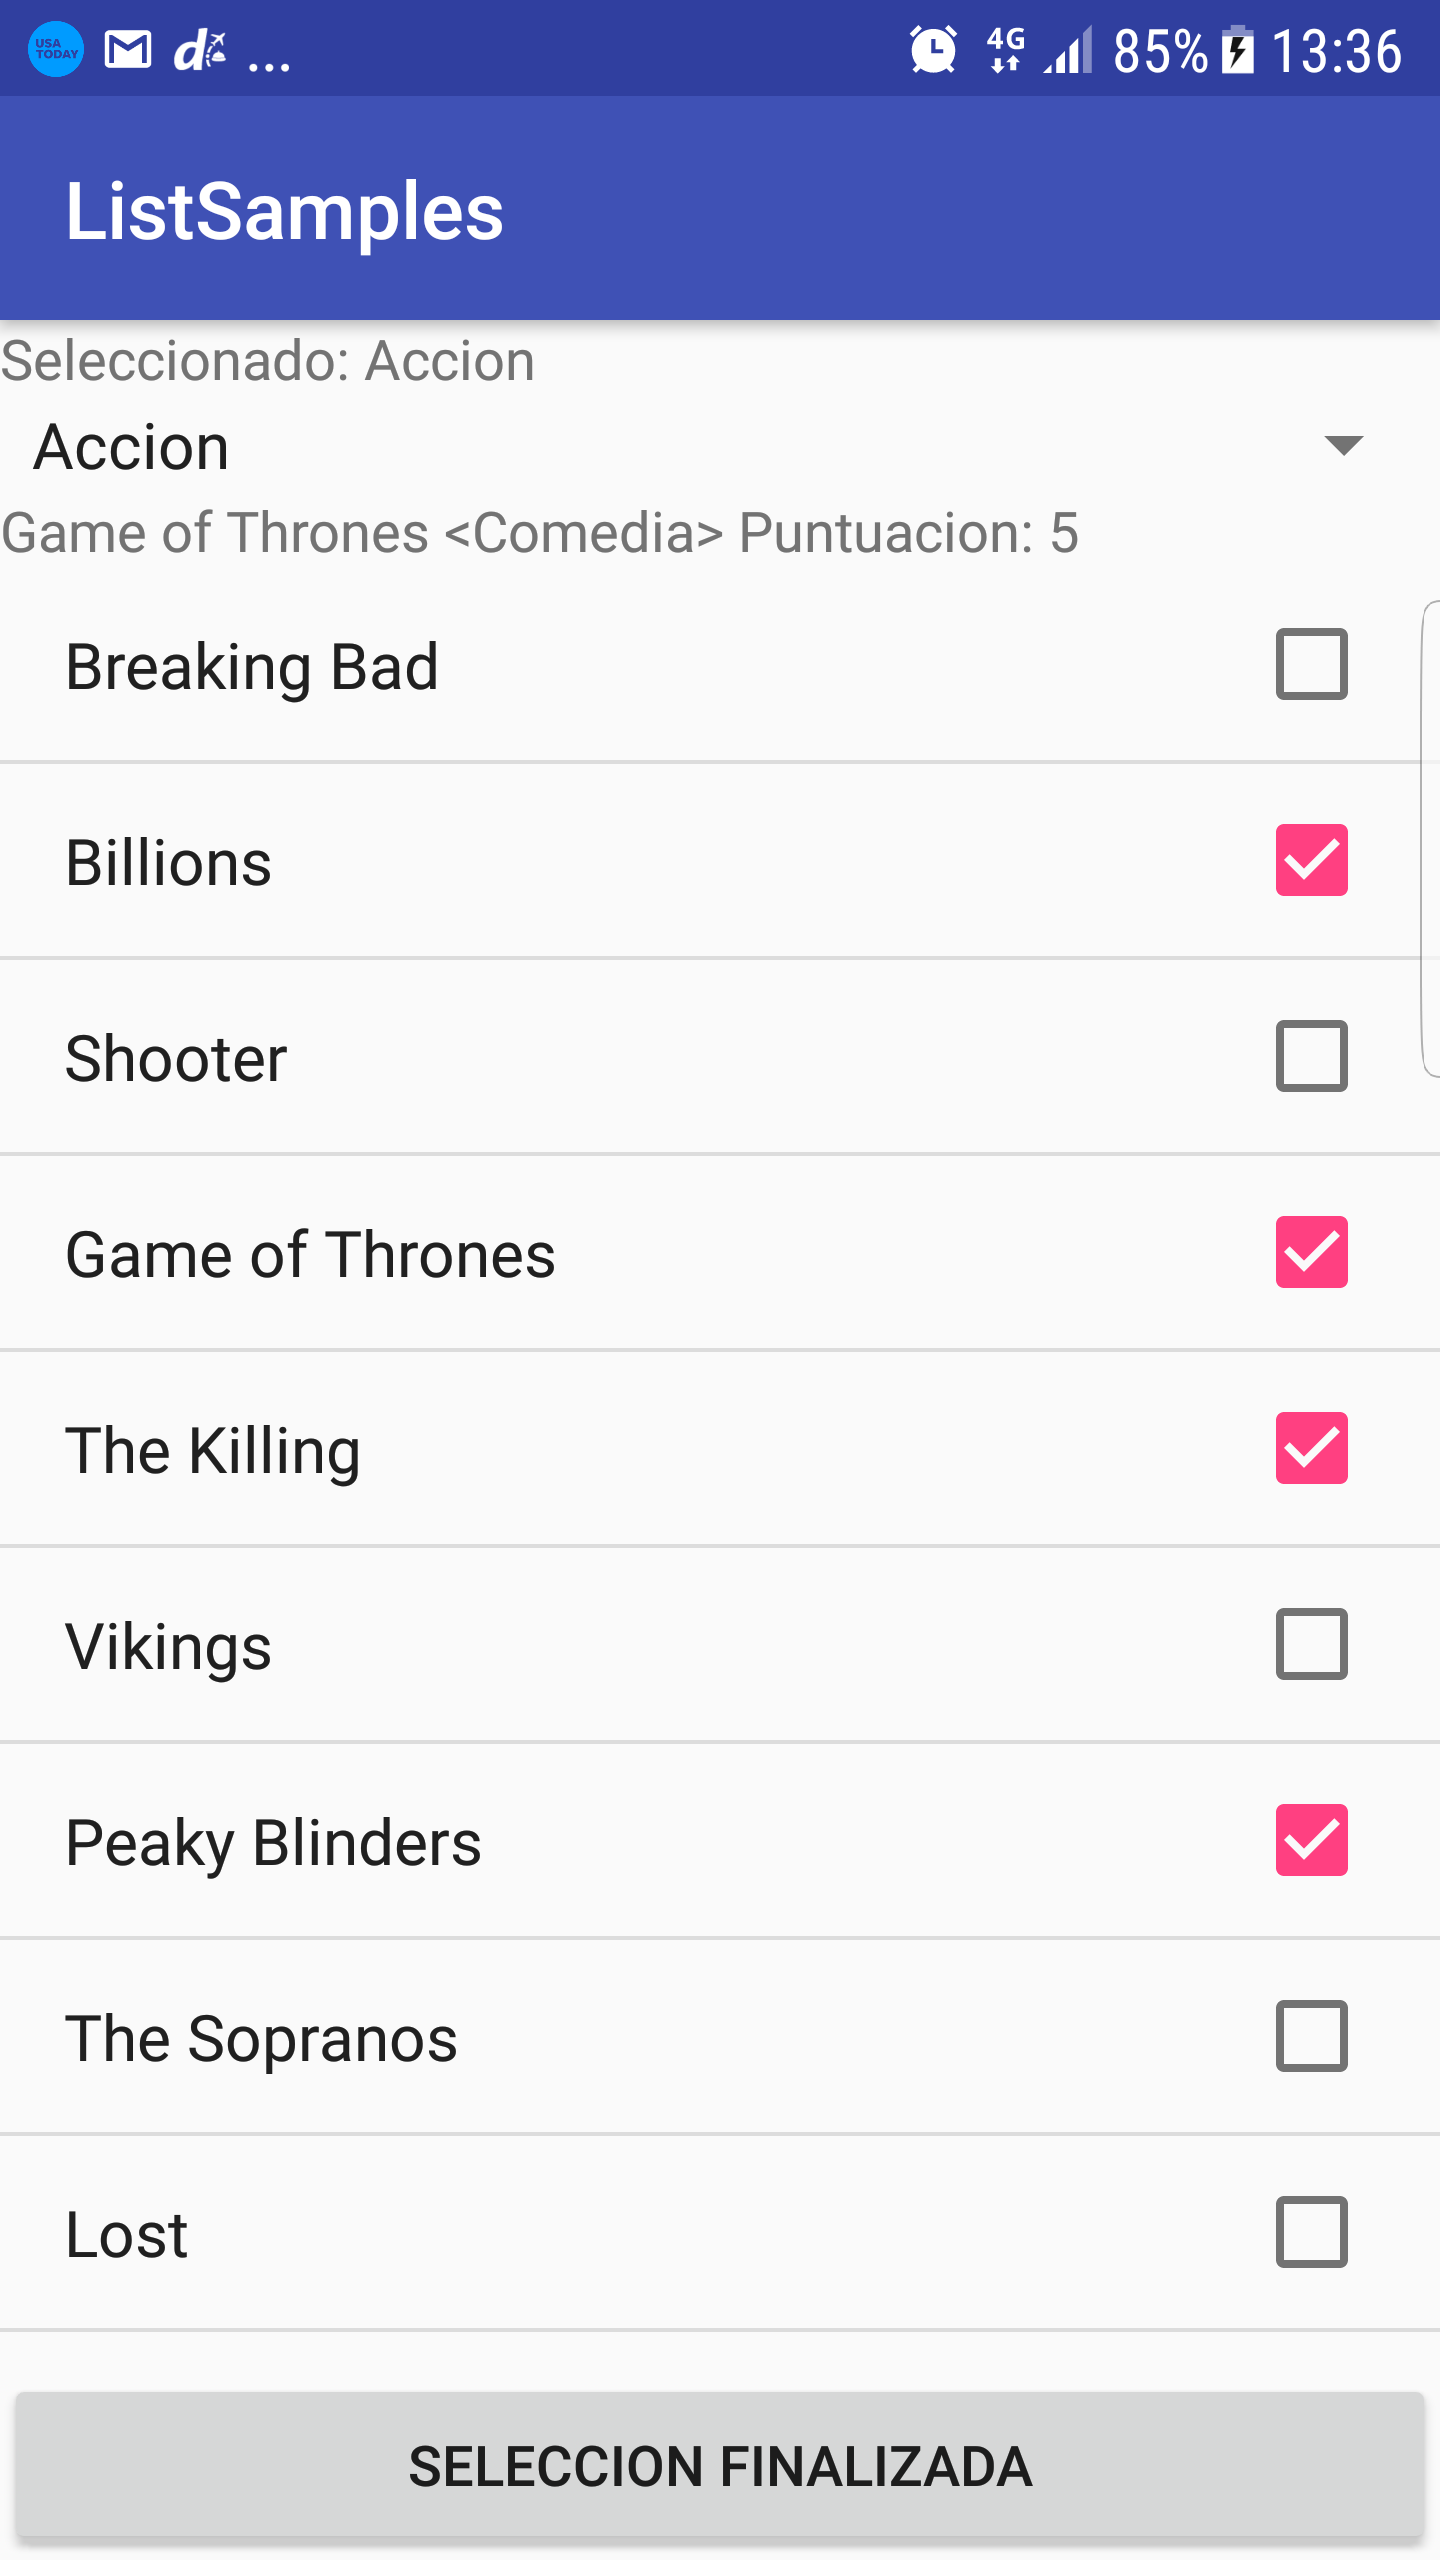 USA TODAY
4G 85% 13:36
ListSamples
Seleccionado: Accion
Accion
Game of Thrones <Comedia> Puntuacion: 5
Breaking Bad
Billions
Shooter
Game of Thrones
The Killing
Vikings
Peaky Blinders
The Sopranos
Lost
SELECCION FINALIZADA